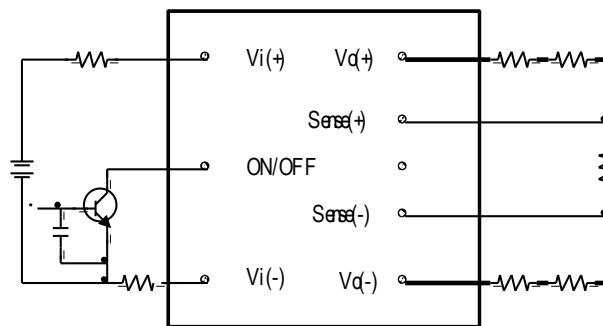 Vi(+) Vo(+)
Sense(+)
ON/OFF
Sense(-)
Vi(-) Vo(-)